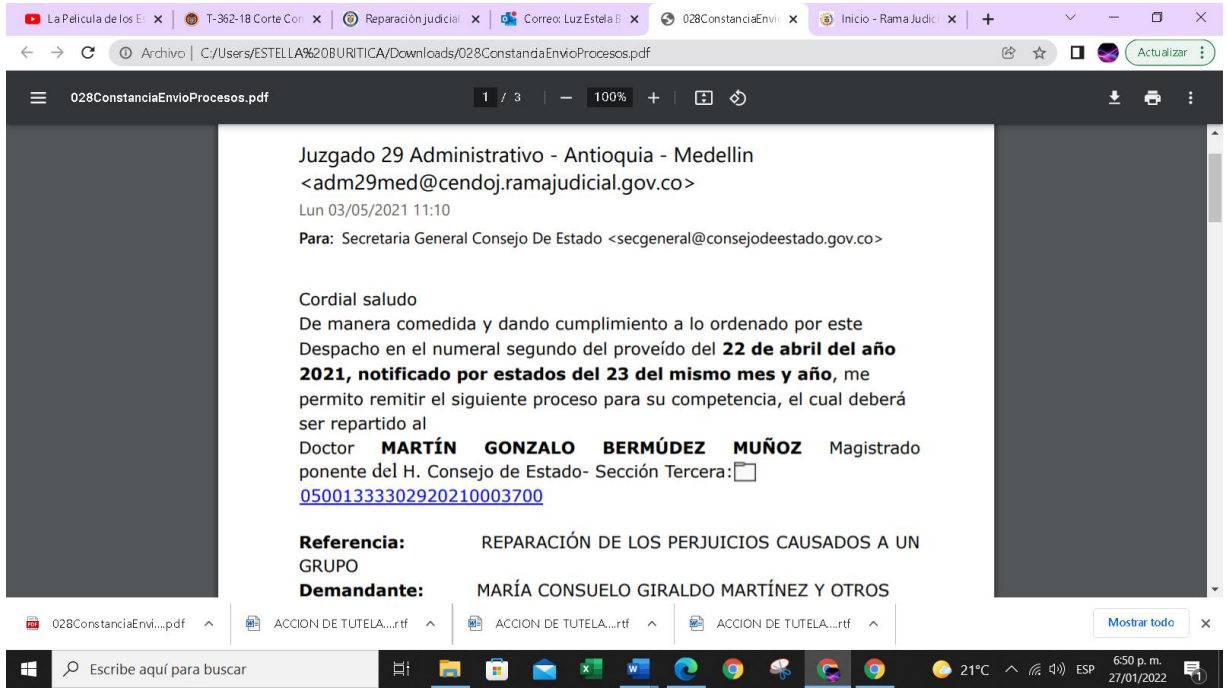 La Pelicula de los Es
T-362-18 Corte Con
Reparación judicial
Correo: Luz Estela B
028ConstanciaEnvio
Inicio - Rama Judici
Archivo | C:/Users/ESTELLA%20BURITICA/Downloads/028ConstanciaEnvioProcesos.pdf
Actualizar
028ConstanciaEnvioProcesos.pdf
1 / 3
100%
Juzgado 29 Administrativo - Antioquia - Medellin
<adm29med@cendoj.ramajudicial.gov.co>
Lun 03/05/2021 11:10
Para: Secretaria General Consejo De Estado <secgeneral@consejodeestado.gov.co>
Cordial saludo
De manera comedida y dando cumplimiento a lo ordenado por este
Despacho en el numeral segundo del proveído del 22 de abril del año
2021, notificado por estados del 23 del mismo mes y año, me
permito remitir el siguiente proceso para su competencia, el cual deberá
ser repartido al
Doctor MARTÍN GONZALO BERMÚDEZ MUÑOZ Magistrado
ponente del H. Consejo de Estado- Sección Tercera:
05001333302920210003700
Referencia: REPARACIÓN DE LOS PERJUICIOS CAUSADOS A UN
GRUPO
Demandante: MARÍA CONSUELO GIRALDO MARTÍNEZ Y OTROS
028ConstanciaEnvi....pdf
ACCION DE TUTELA...rtf
ACCION DE TUTELA...rtf
ACCION DE TUTELA...rtf
Mostrar todo
Escribe aquí para buscar
21°C
ESP
6:50 p. m.
27/01/2022
1